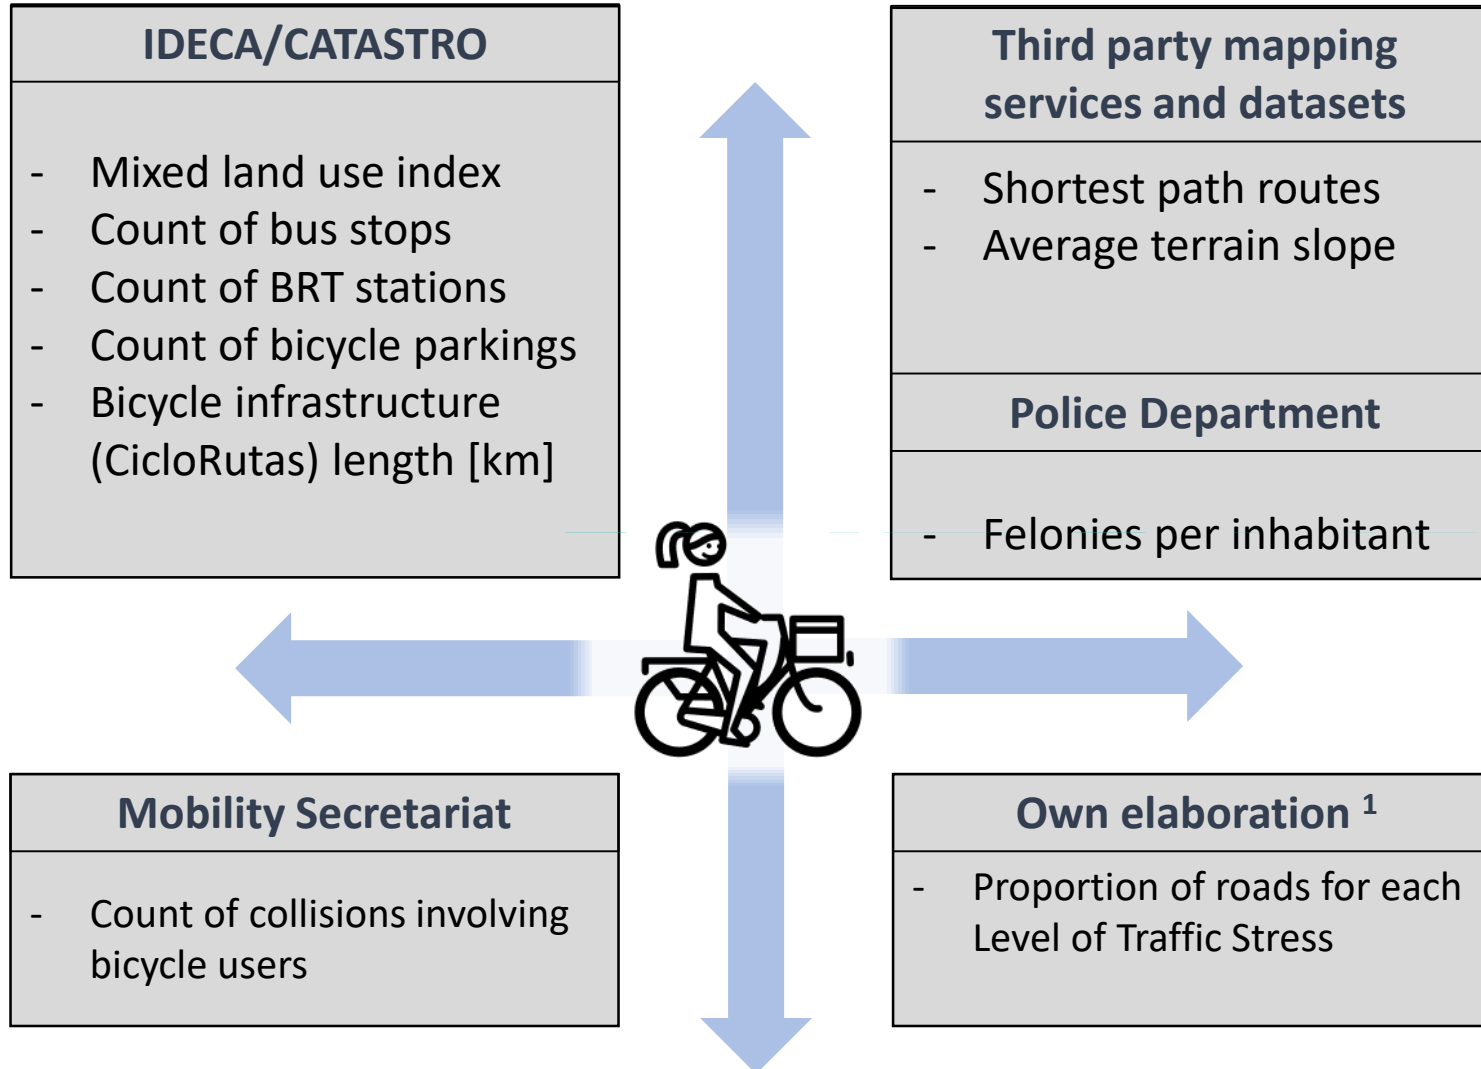 IDECA/CATASTRO
- Mixed land use index
- Count of bus stops
- Count of BRT stations
- Count of bicycle parkings
- Bicycle infrastructure
(CicloRutas) length [km]
Third party mapping
services and datasets
- Shortest path routes
- Average terrain slope
Police Department
- Felonies per inhabitant
Mobility Secretariat
- Count of collisions involving
bicycle users
Own elaboration ¹
- Proportion of roads for each
Level of Traffic Stress